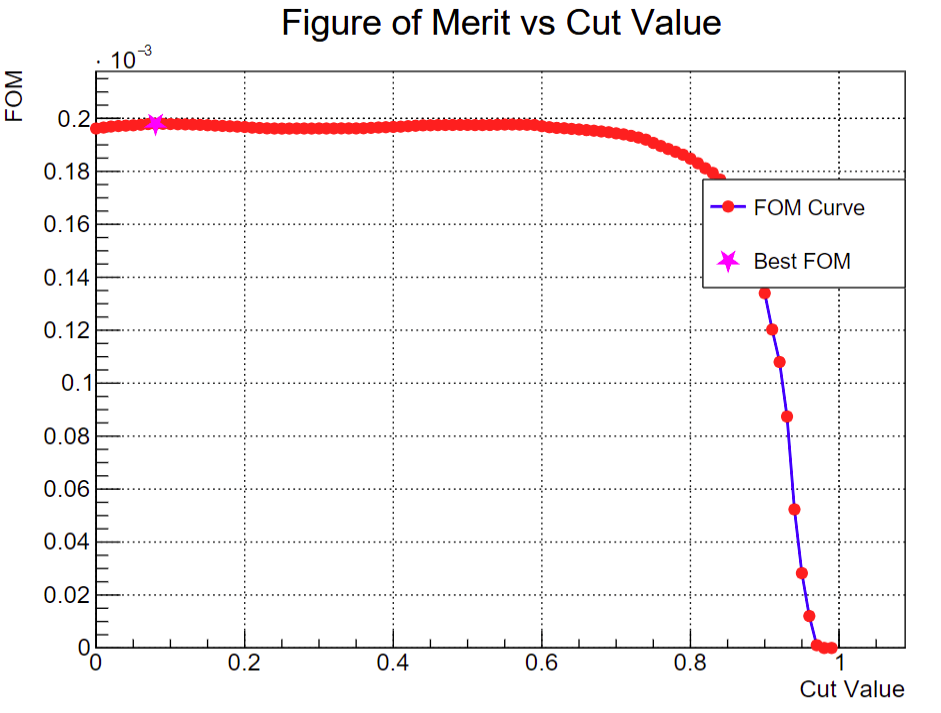 Figure of Merit vs Cut Value
· 10⁻³
FOM
0.2
0.18
0.16
0.14
0.12
0.1
0.08
0.06
0.04
0.02
0
FOM Curve
Best FOM
0 0.2 0.4 0.6 0.8 1
Cut Value